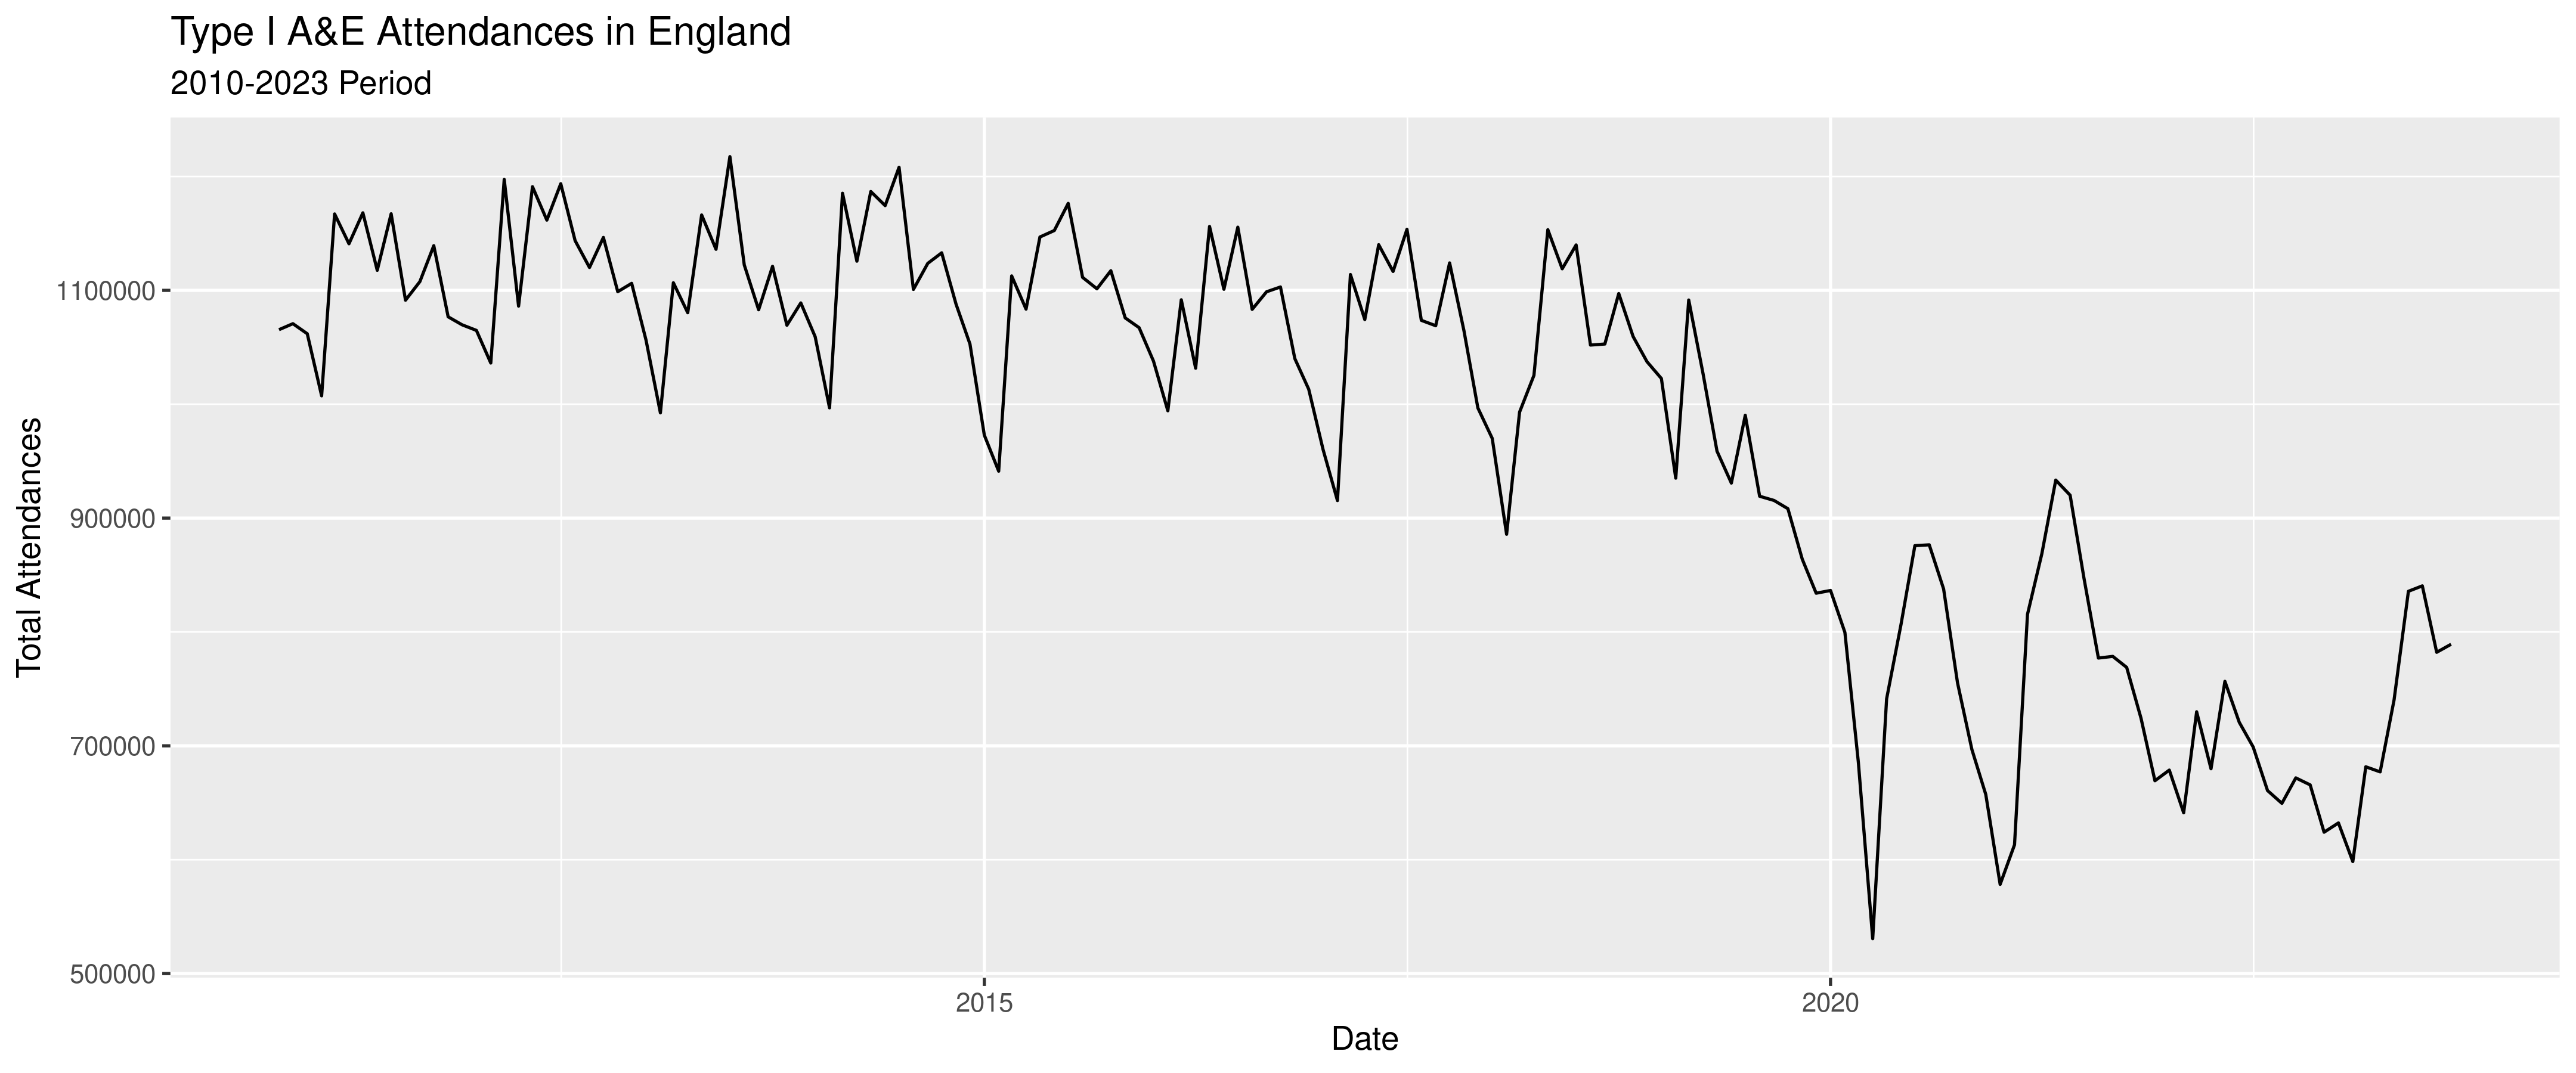 Type I A&E Attendances in England
2010-2023 Period
Total Attendances
1100000
900000
700000
500000
2015
2020
Date